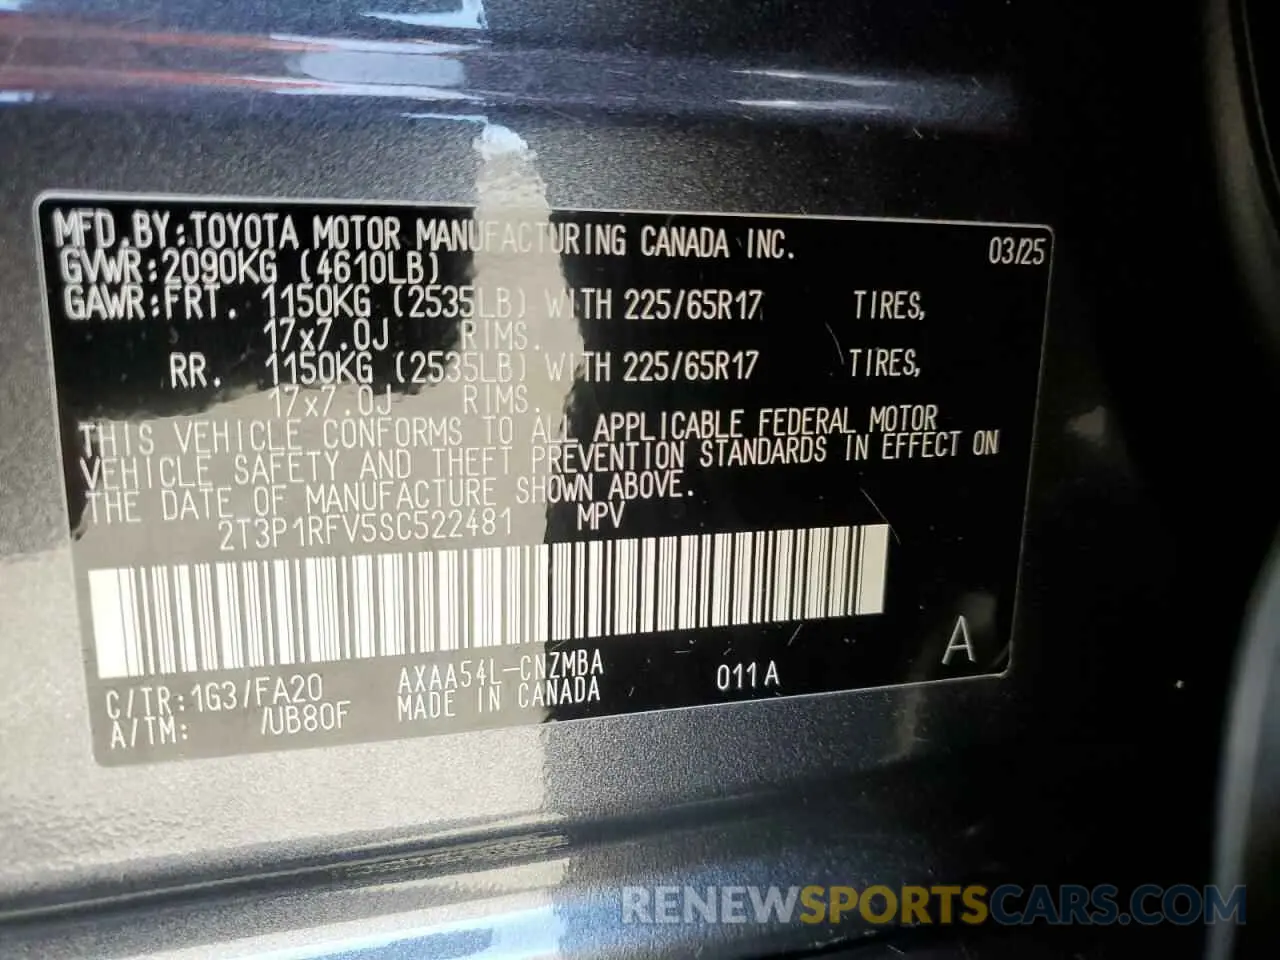 MFD.BY:TOYOTA MOTOR MANUFACTURING CANADA INC. 03/25
GVWR:2090KG (4610LB)
GAWR:FRT. 1150KG (2535LB) WITH 225/65R17 TIRES,
17x7.0J RIMS.
RR. 1150KG (2535LB) WITH 225/65R17 TIRES,
17x7.0J RIMS.
THIS VEHICLE CONFORMS TO ALL APPLICABLE FEDERAL MOTOR
VEHICLE SAFETY AND THEFT PREVENTION STANDARDS IN EFFECT ON
THE DATE OF MANUFACTURE SHOWN ABOVE.
2T3P1RFV5SC522481 MPV
A
C/TR:1G3/FA20 AXAA54L-CNZMBA 011A
A/TM: /UB80F MADE IN CANADA
RENEWSPORTSCARS.COM